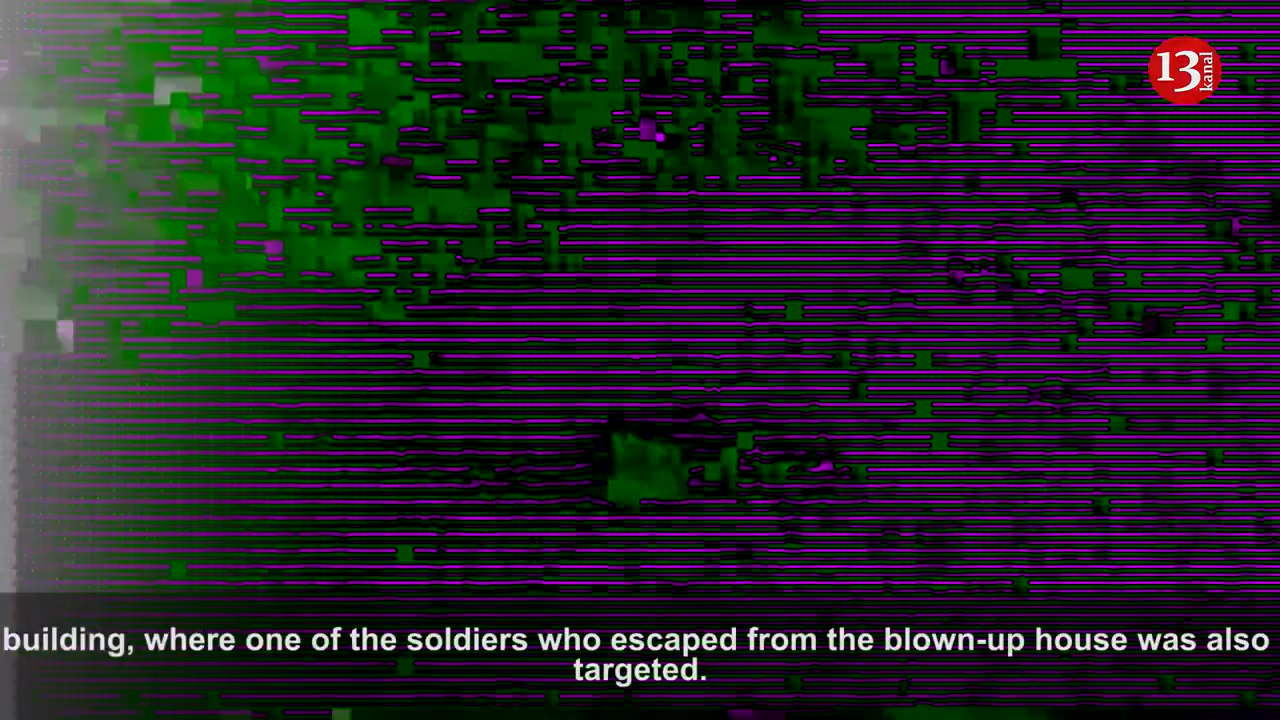 13
kanal
building, where one of the soldiers who escaped from the blown-up house was also
targeted.